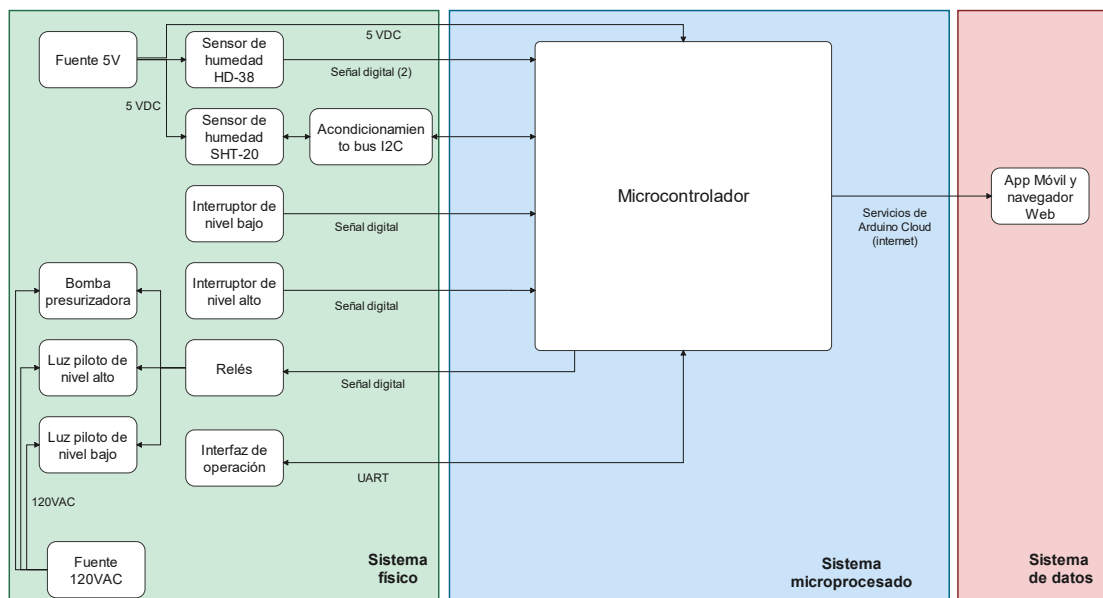 Fuente 5V
5 VDC
Sensor de
humedad
HD-38
Señal digital (2)
5 VDC
Sensor de
humedad
SHT-20
Acondicionamien
to bus I2C
Microcontrolador
App Móvil y
navegador
Web
Servicios de
Arduino Cloud
(internet)
Interruptor de
nivel bajo
Señal digital
Bomba
presurizadora
Interruptor de
nivel alto
Señal digital
Luz piloto de
nivel alto
Relés
Señal digital
Luz piloto de
nivel bajo
Interfaz de
operación
UART
120VAC
Fuente
120VAC
Sistema
físico
Sistema
microprocesado
Sistema
de datos